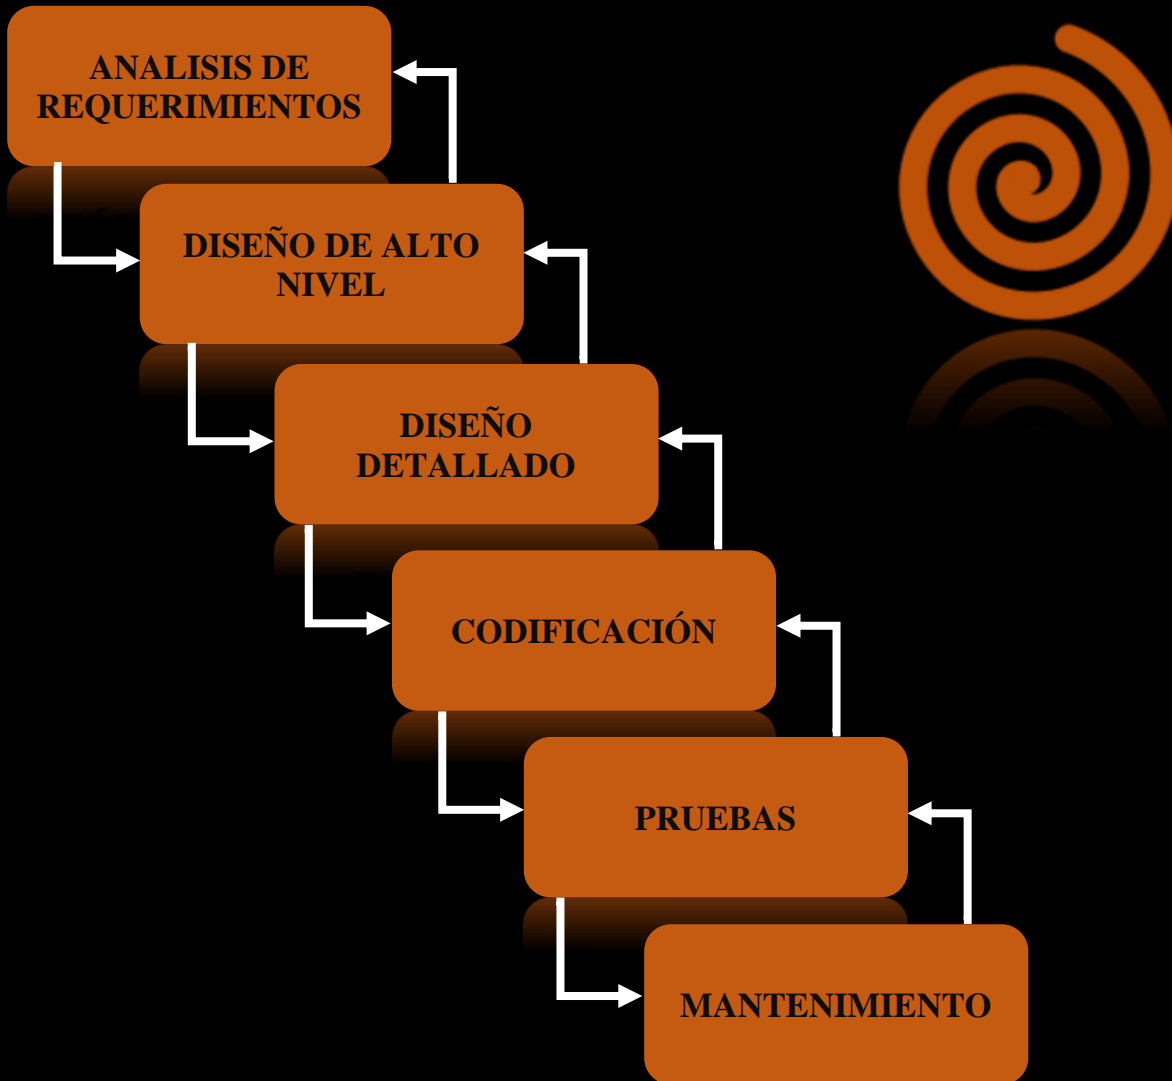 ANALISIS DE
REQUERIMIENTOS
DISEÑO DE ALTO
NIVEL
DISEÑO
DETALLADO
CODIFICACIÓN
PRUEBAS
MANTENIMIENTO